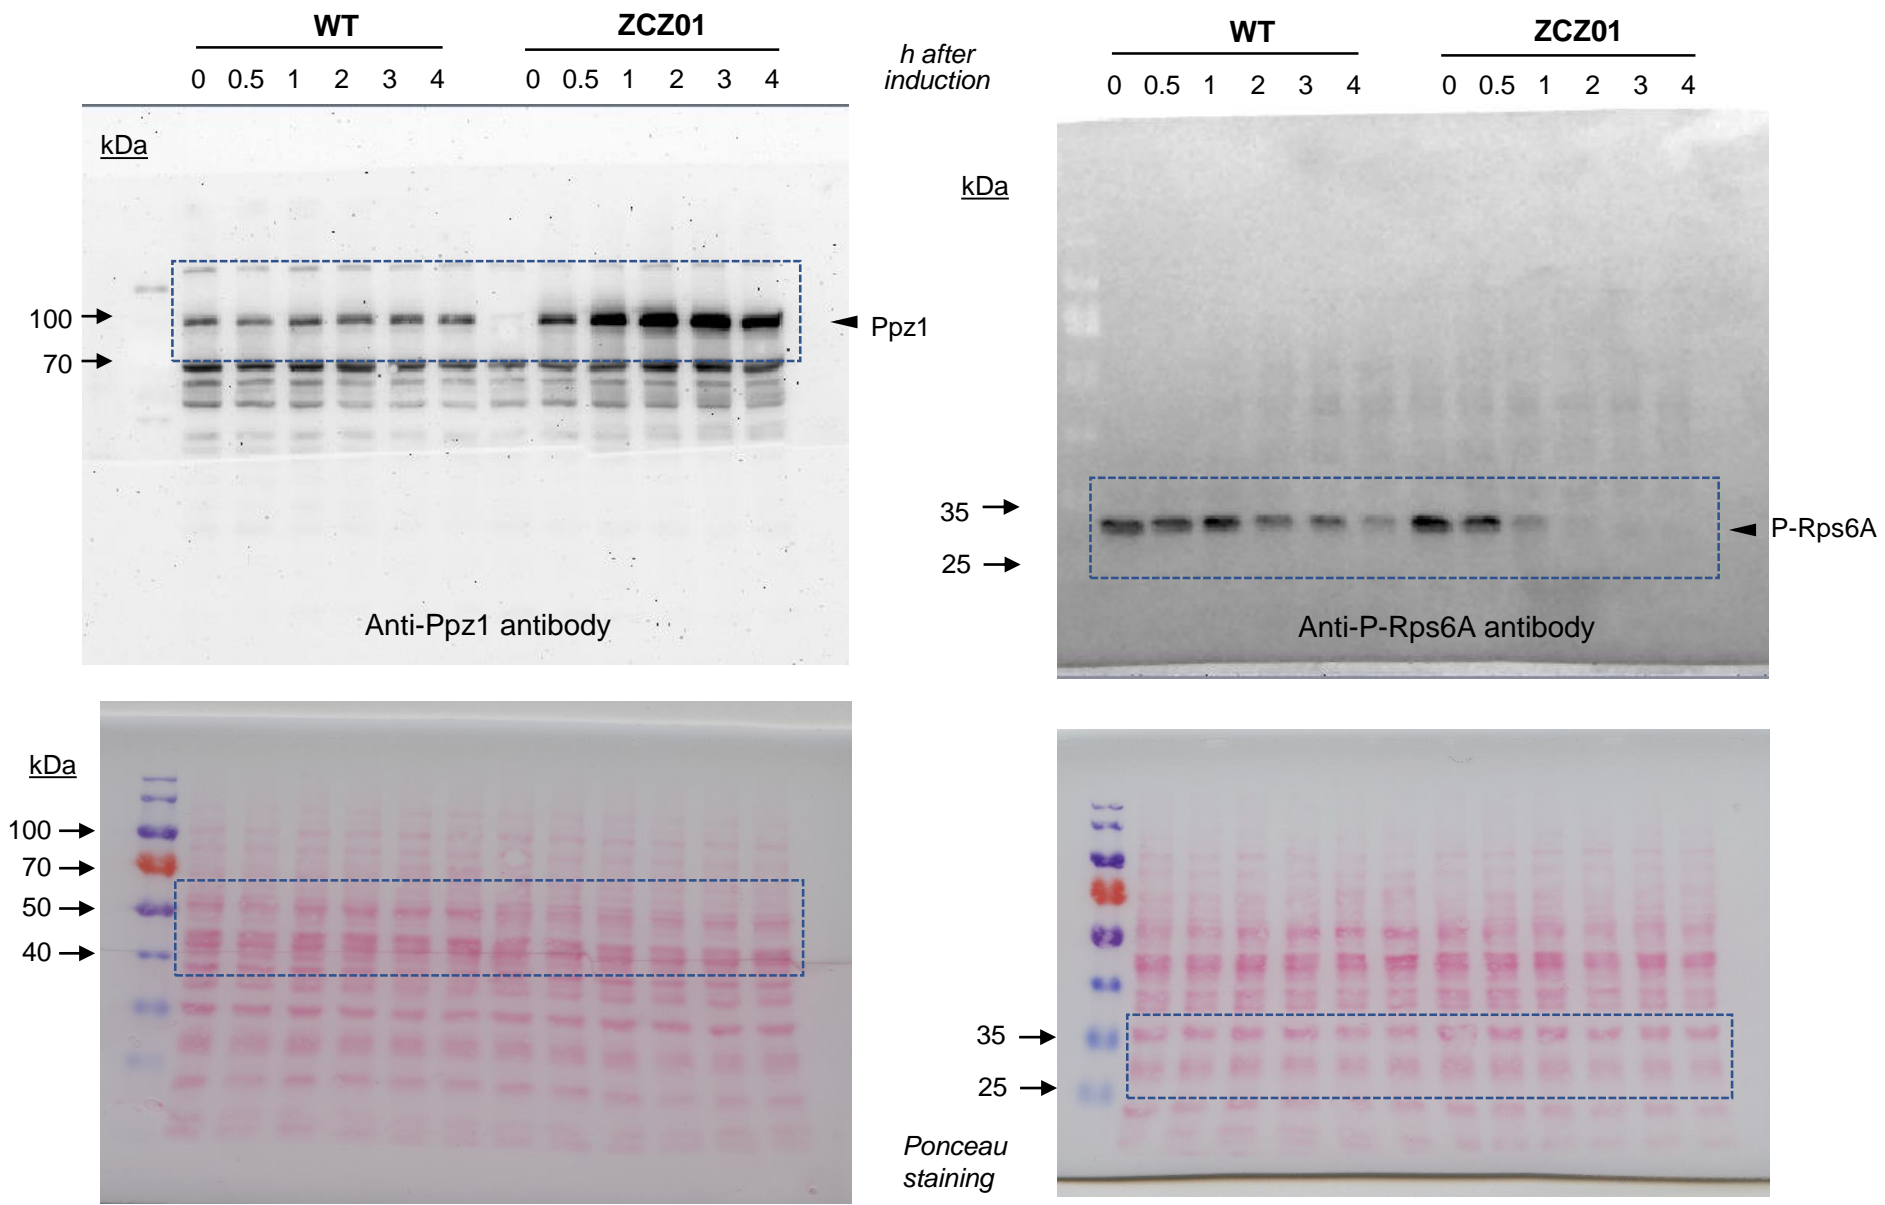 WT
ZCZ01
0 0.5 1 2 3 4
0 0.5 1 2 3 4
h after
induction
WT
ZCZ01
0 0.5 1 2 3 4
0 0.5 1 2 3 4
kDa
100
70
Ppz1
Anti-Ppz1 antibody
kDa
35
25
P-Rps6A
Anti-P-Rps6A antibody
kDa
100
70
50
40
35
25
Ponceau
staining